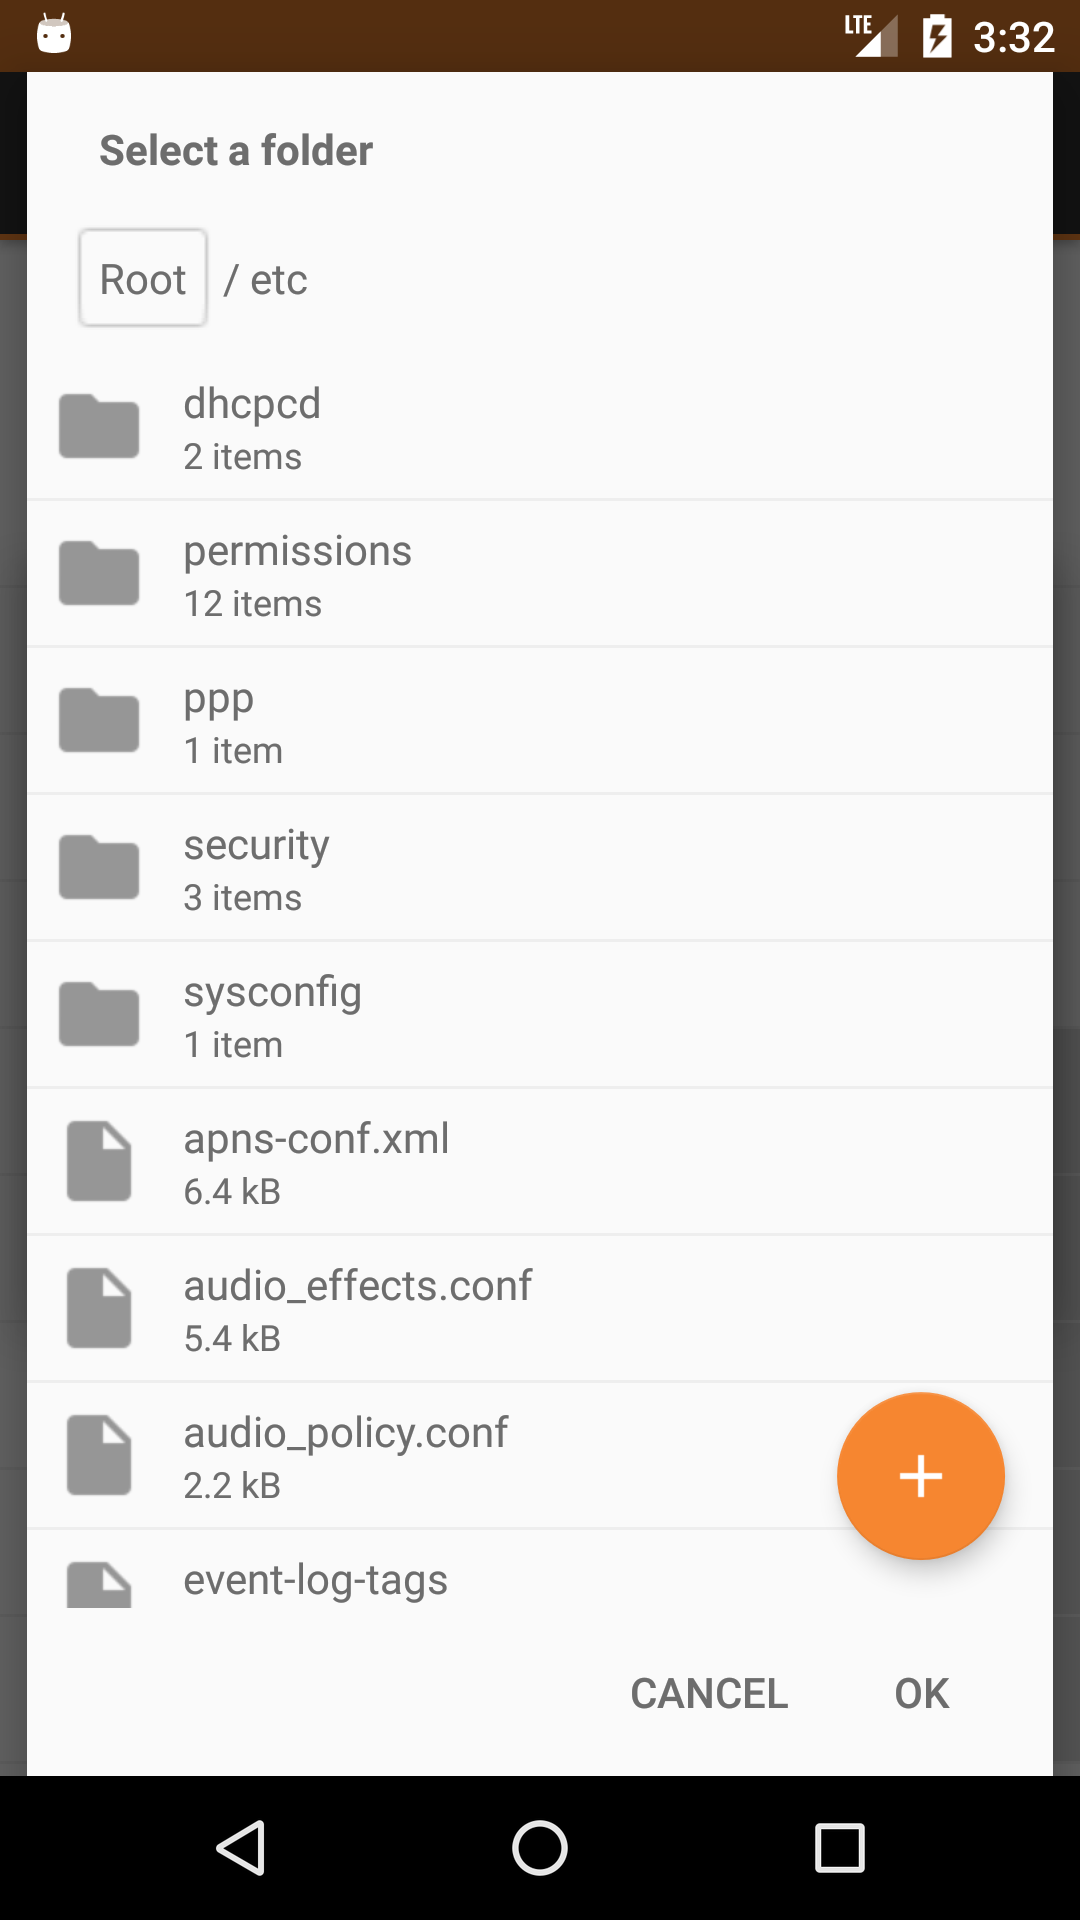 LTE 3:32
Select a folder
Root / etc
dhcpcd
2 items
permissions
12 items
ppp
1 item
security
3 items
sysconfig
1 item
apns-conf.xml
6.4 kB
audio_effects.conf
5.4 kB
audio_policy.conf
2.2 kB
event-log-tags
CANCEL OK